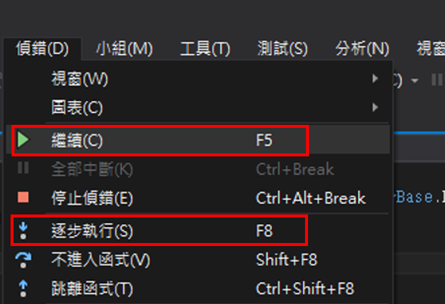 偵錯(D) 小組(M) 工具(T) 測試(S) 分析(N) 視窗
視窗(W)
圖表(C)
繼續(C) F5
全部中斷(K) Ctrl+Break
停止偵錯(E) Ctrl+Alt+Break
逐步執行(S) F8
不進入函式(V) Shift+F8
跳離函式(T) Ctrl+Shift+F8
C)
rBase.